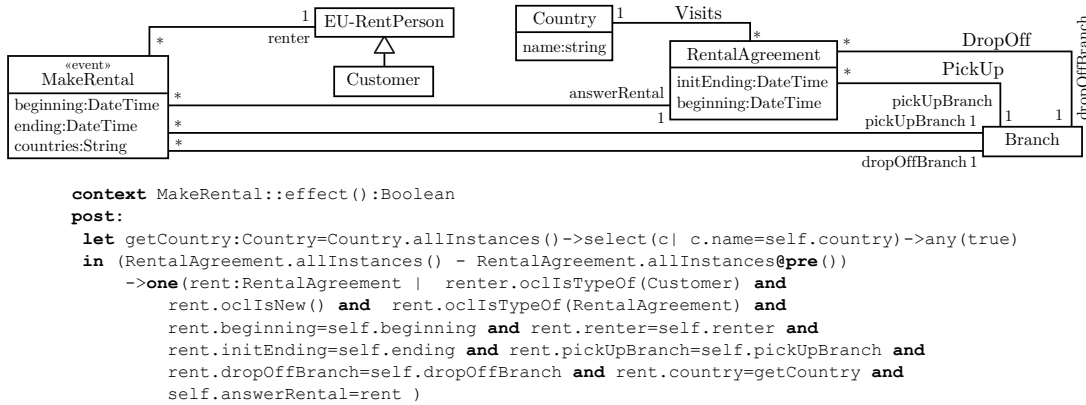 1
EU-RentPerson
renter
*
Customer
«event»
MakeRental
beginning:DateTime
ending:DateTime
countries:String
Country
name:string
1
Visits
*
RentalAgreement
initEnding:DateTime
beginning:DateTime
*
DropOff
*
PickUp
dropOffBranch
*
answerRental
1
pickUpBranch
1
1
*
pickUpBranch 1
Branch
*
dropOffBranch 1
context MakeRental::effect():Boolean
post:
let getCountry:Country=Country.allInstances()->select(c| c.name=self.country)->any(true)
in (RentalAgreement.allInstances() - RentalAgreement.allInstances@pre())
->one(rent:RentalAgreement | renter.oclIsTypeOf(Customer) and
rent.oclIsNew() and rent.oclIsTypeOf(RentalAgreement) and
rent.beginning=self.beginning and rent.renter=self.renter and
rent.initEnding=self.ending and rent.pickUpBranch=self.pickUpBranch and
rent.dropOffBranch=self.dropOffBranch and rent.country=getCountry and
self.answerRental=rent )